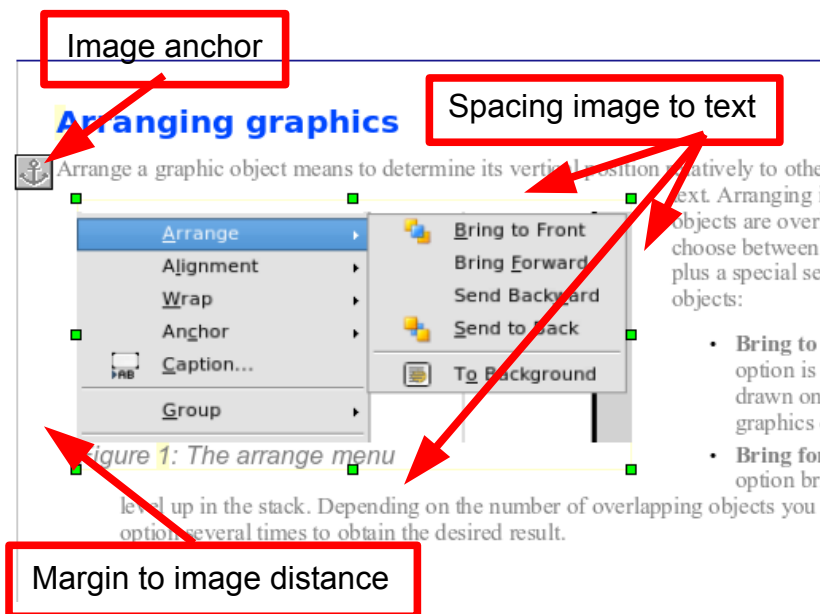 Image anchor
Spacing image to text
Arranging graphics
Arrange a graphic object means to determine its vertical position relatively to othe
text. Arranging i
objects are over
choose between
plus a special se
objects:
Arrange
Alignment
Wrap
Anchor
AB
Caption...
Group
Bring to Front
Bring Forward
Send Backward
Send to Back
To Background
• Bring to
option is
drawn on
graphics
• Bring for
option br
Figure 1: The arrange menu
level up in the stack. Depending on the number of overlapping objects you
option several times to obtain the desired result.
Margin to image distance